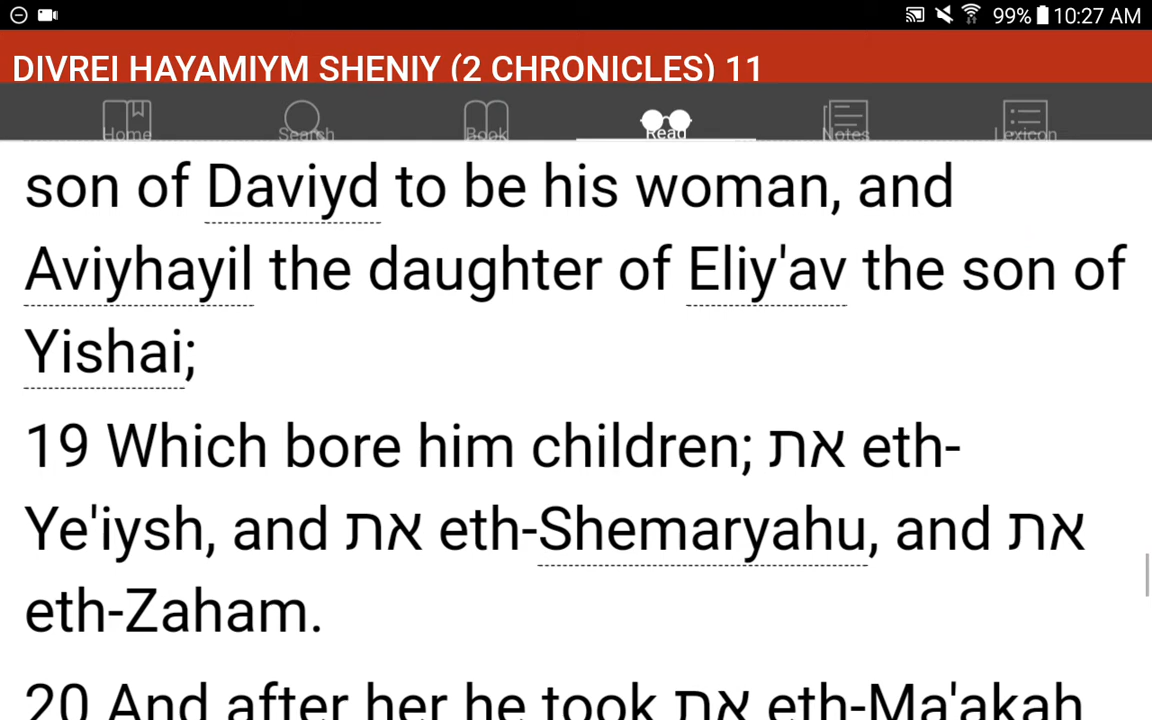 99% 10:27 AM
DIVREI HAYAMIYM SHENIY (2 CHRONICLES) 11
Home Search Book Read Notes Lexicon
son of Daviyd to be his woman, and
Aviyhayil the daughter of Eliy'av the son of
Yishai;
19 Which bore him children; את eth-
Ye'iysh, and את eth-Shemaryahu, and את
eth-Zaham.
20 And after her he took את eth-Ma'akah